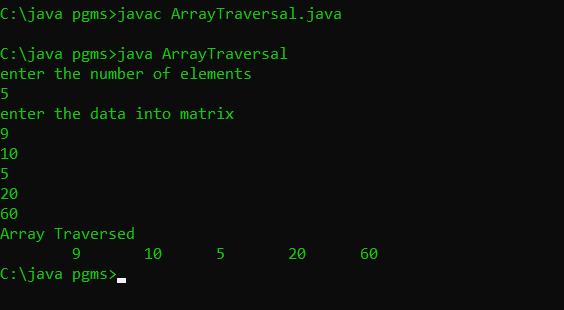 C:\java pgms>javac ArrayTraversal.java
C:\java pgms>java ArrayTraversal
enter the number of elements
5
enter the data into matrix
9
10
5
20
60
Array Traversed
9 10 5 20 60
C:\java pgms>